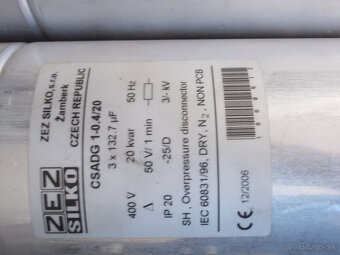 ZEZ SILKO, s.r.o.
Žamberk
CZECH REPUBLIC
ZEZ
SILKO
CSADG 1-0.4/20
3 x 132.7 µF
400 V 20 kvar 50 Hz
Δ 50 V/ 1 min
IP 20 -25/D 3/- kV
SH , Overpressure disconnector
IEC 60831/96, DRY, N2 , NON PCB
CE 12/2006
bazos.sk